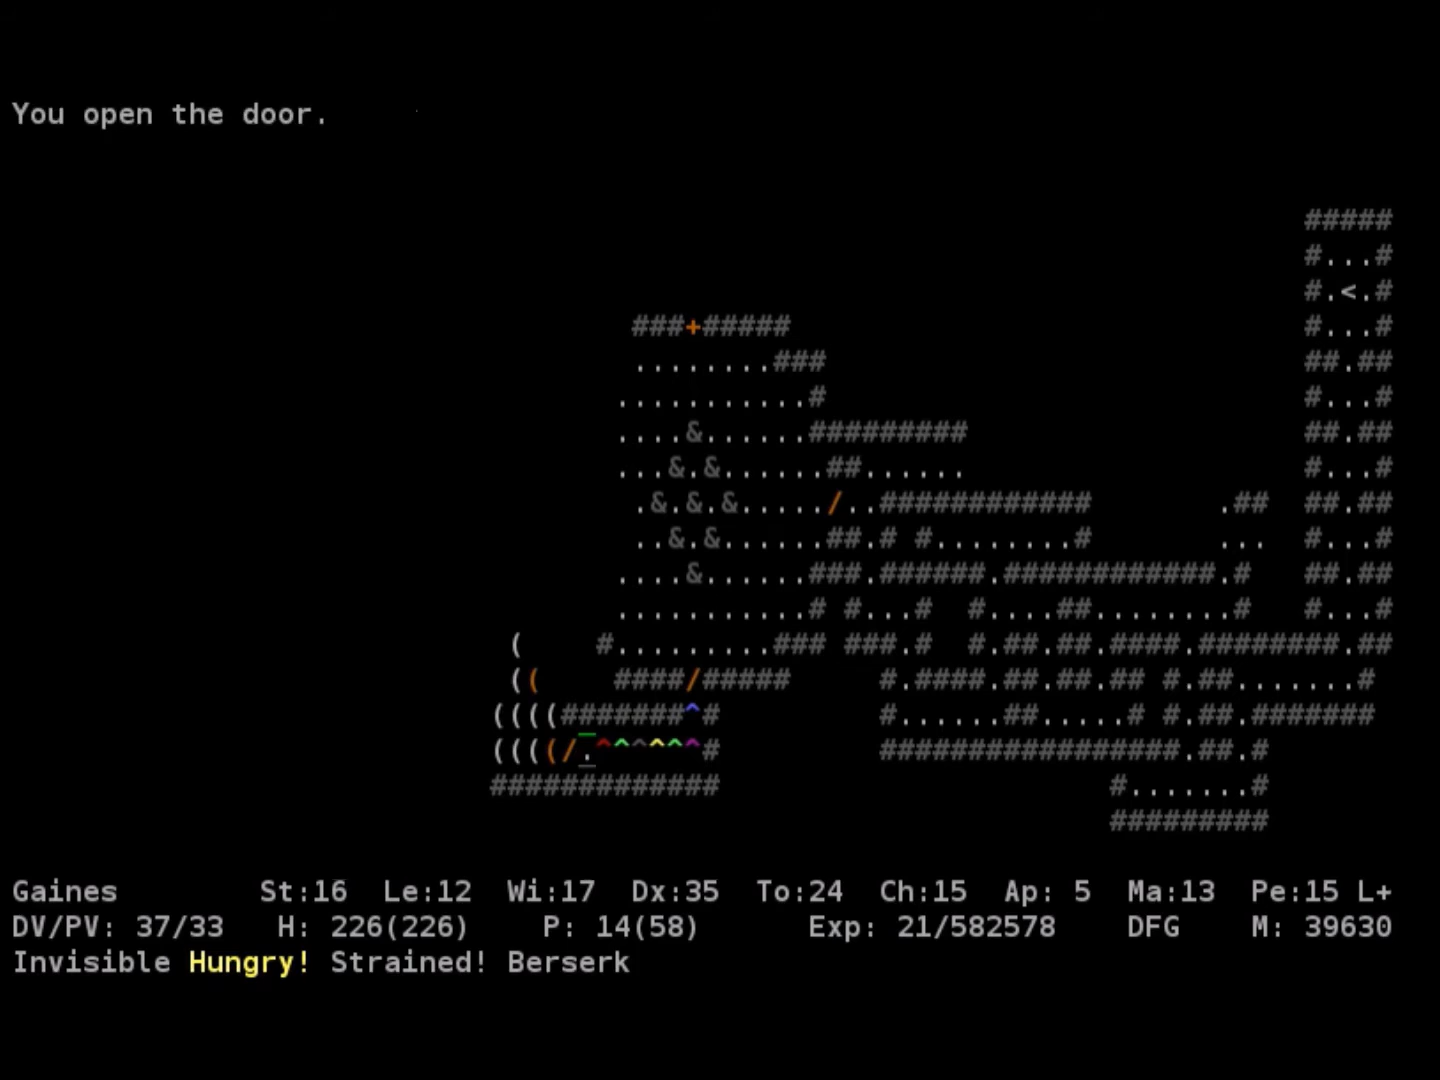 You open the door.
#####
#...#
#.<.#
###+##### #...#
........### ##.##
...........# #...#
....&......######### ##.##
...&.&......##...... #...#
.&.&.&...../..############ .## ##.##
..&.&......##.# #........# ... #...#
....&......###.######.############.# ##.##
...........# #...# #....##........# #...#
( #.........### ###.# #.##.##.####.########.##
(( ####/##### #.####.##.##.## #.##.......#
((((#######^# #......##.....# #.##.#######
((((/.^^^^^^# #################.##.#
############# #.......#
#########
Gaines St:16 Le:12 Wi:17 Dx:35 To:24 Ch:15 Ap: 5 Ma:13 Pe:15 L+
DV/PV: 37/33 H: 226(226) P: 14(58) Exp: 21/582578 DFG M: 39630
Invisible Hungry! Strained! Berserk